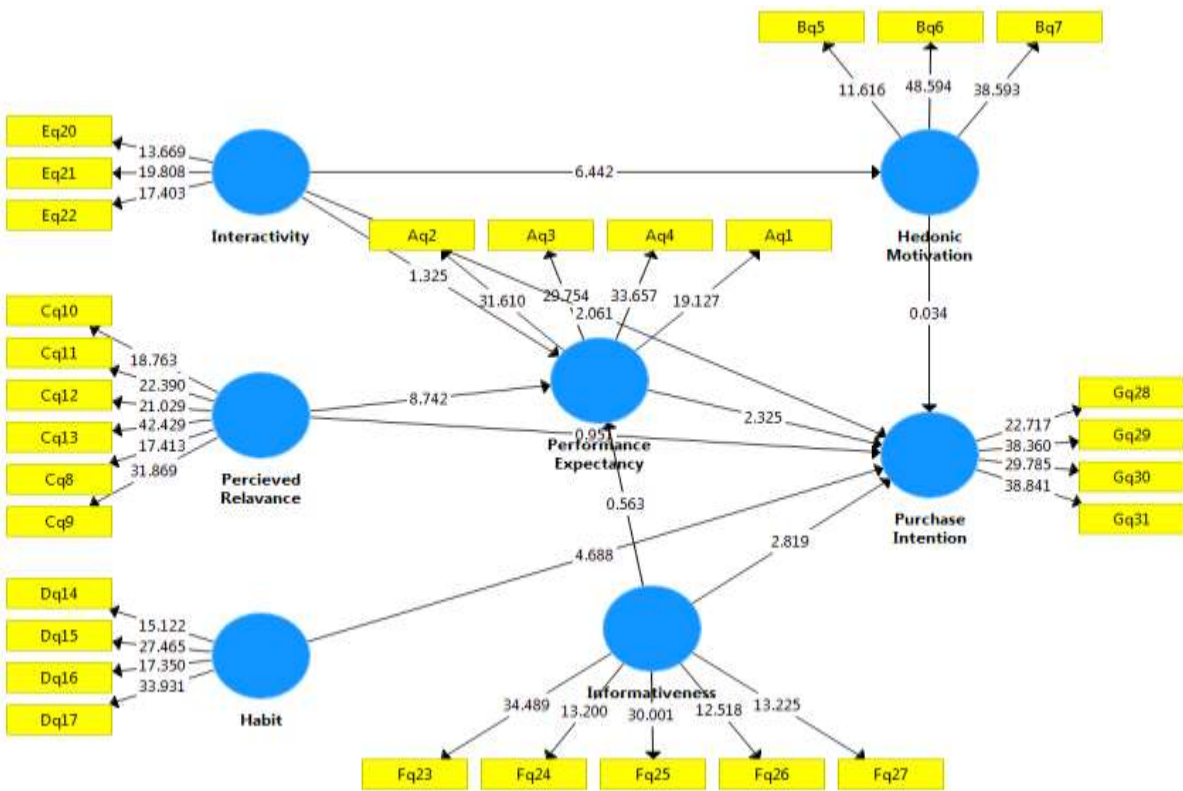 Bq5
Bq6
Bq7
11.616
48.594
38.593
Eq20
Eq21
Eq22
13.669
19.808
17.403
Interactivity
6.442
Hedonic
Motivation
Aq2
Aq3
Aq4
Aq1
1.325
31.610
29.754
33.657
19.127
2.061
0.034
Cq10
Cq11
Cq12
Cq13
Cq8
Cq9
18.763
22.390
21.029
42.429
17.413
31.869
Percieved
Relavance
8.742
0.951
Performance
Expectancy
2.325
Gq28
Gq29
Gq30
Gq31
22.717
38.360
29.785
38.841
Purchase
Intention
0.563
2.819
4.688
Dq14
Dq15
Dq16
Dq17
15.122
27.465
17.350
33.931
Habit
Informativeness
34.489
13.200
30.001
12.518
13.225
Fq23
Fq24
Fq25
Fq26
Fq27